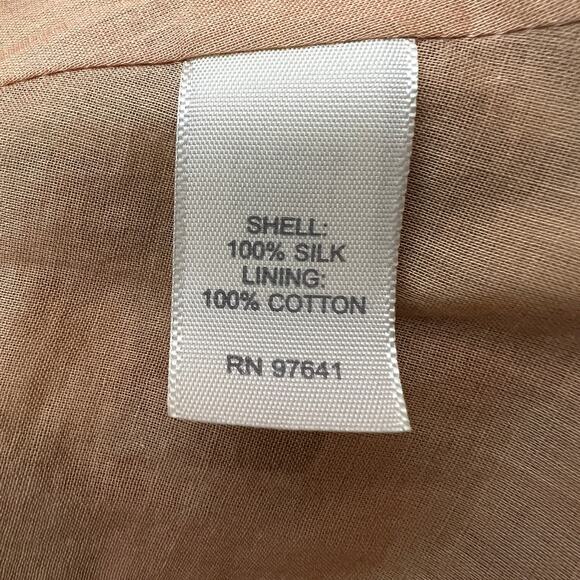 SHELL:
100% SILK
LINING:
100% COTTON
RN 97641